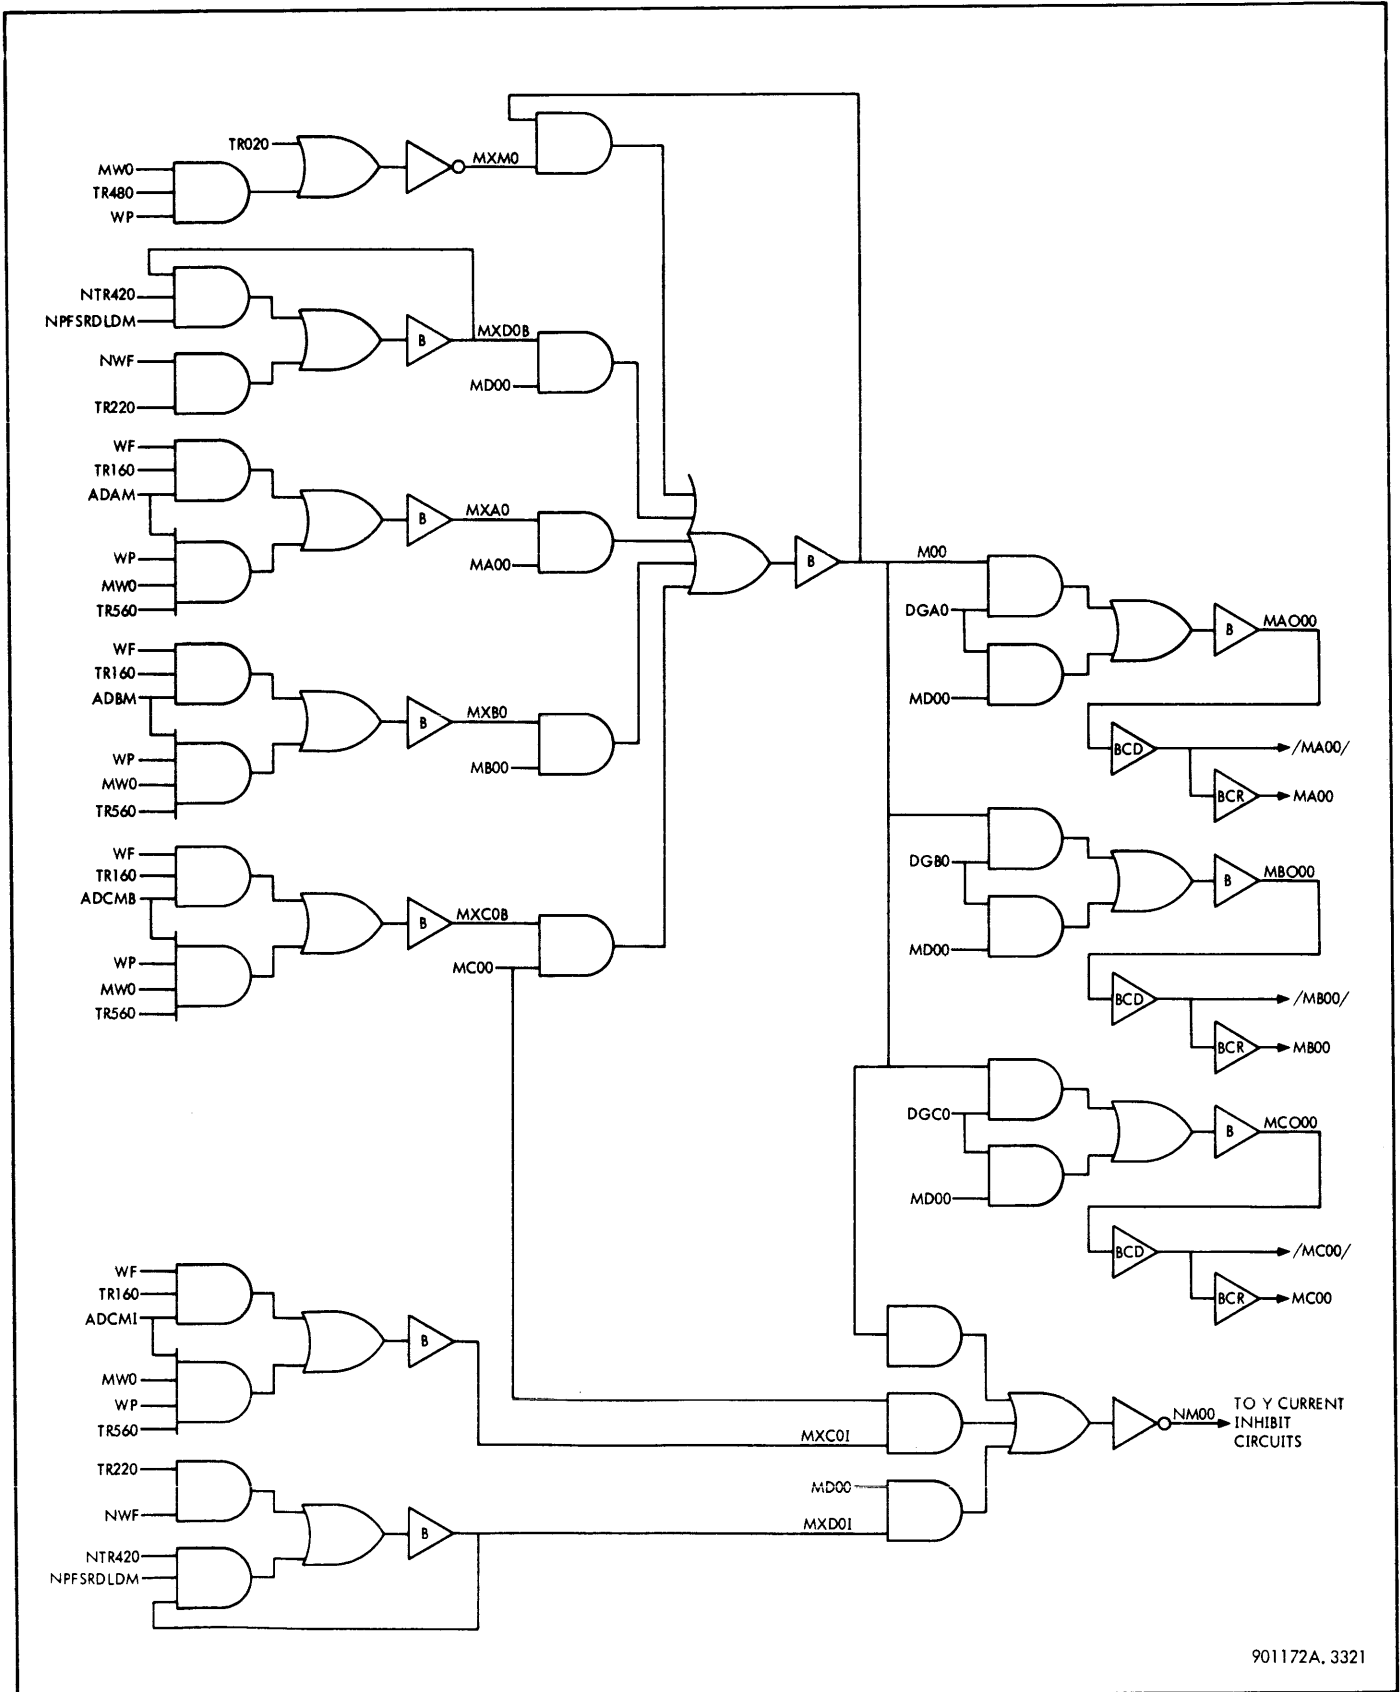 TR020
MW0
TR480
WP
MXM0
NTR420
NPFSRDLDM
NWF
TR220
B
MXD0B
MD00
WF
TR160
ADAM
WP
MW0
TR560
B
MXA0
MA00
B
M00
DGA0
MD00
B
MAO00
BCD
/MA00/
BCR
MA00
WF
TR160
ADBM
WP
MW0
TR560
B
MXB0
MB00
DGB0
MD00
B
MBO00
BCD
/MB00/
BCR
MB00
WF
TR160
ADCMB
WP
MW0
TR560
B
MXC0B
MC00
DGC0
MD00
B
MCO00
BCD
/MC00/
BCR
MC00
WF
TR160
ADCMI
MW0
WP
TR560
B
MXC0I
TR220
NWF
NTR420
NPFSRDLDM
B
MD00
MXD0I
NM00
TO Y CURRENT
INHIBIT
CIRCUITS
901172A. 3321